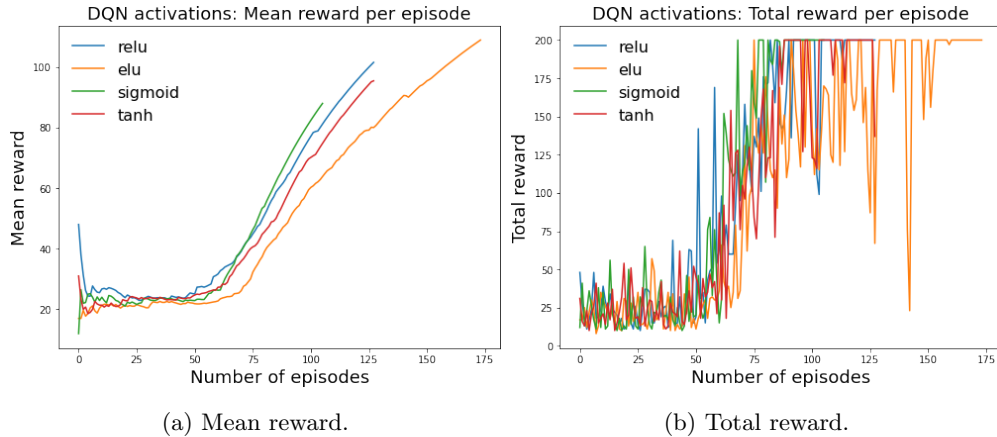 DQN activations: Mean reward per episode
relu
elu
sigmoid
tanh
100
80
60
40
20
Mean reward
0
25
50
75
100
125
150
175
Number of episodes
(a) Mean reward.
DQN activations: Total reward per episode
relu
elu
sigmoid
tanh
200
175
150
125
100
75
50
25
0
Total reward
0
25
50
75
100
125
150
175
Number of episodes
(b) Total reward.